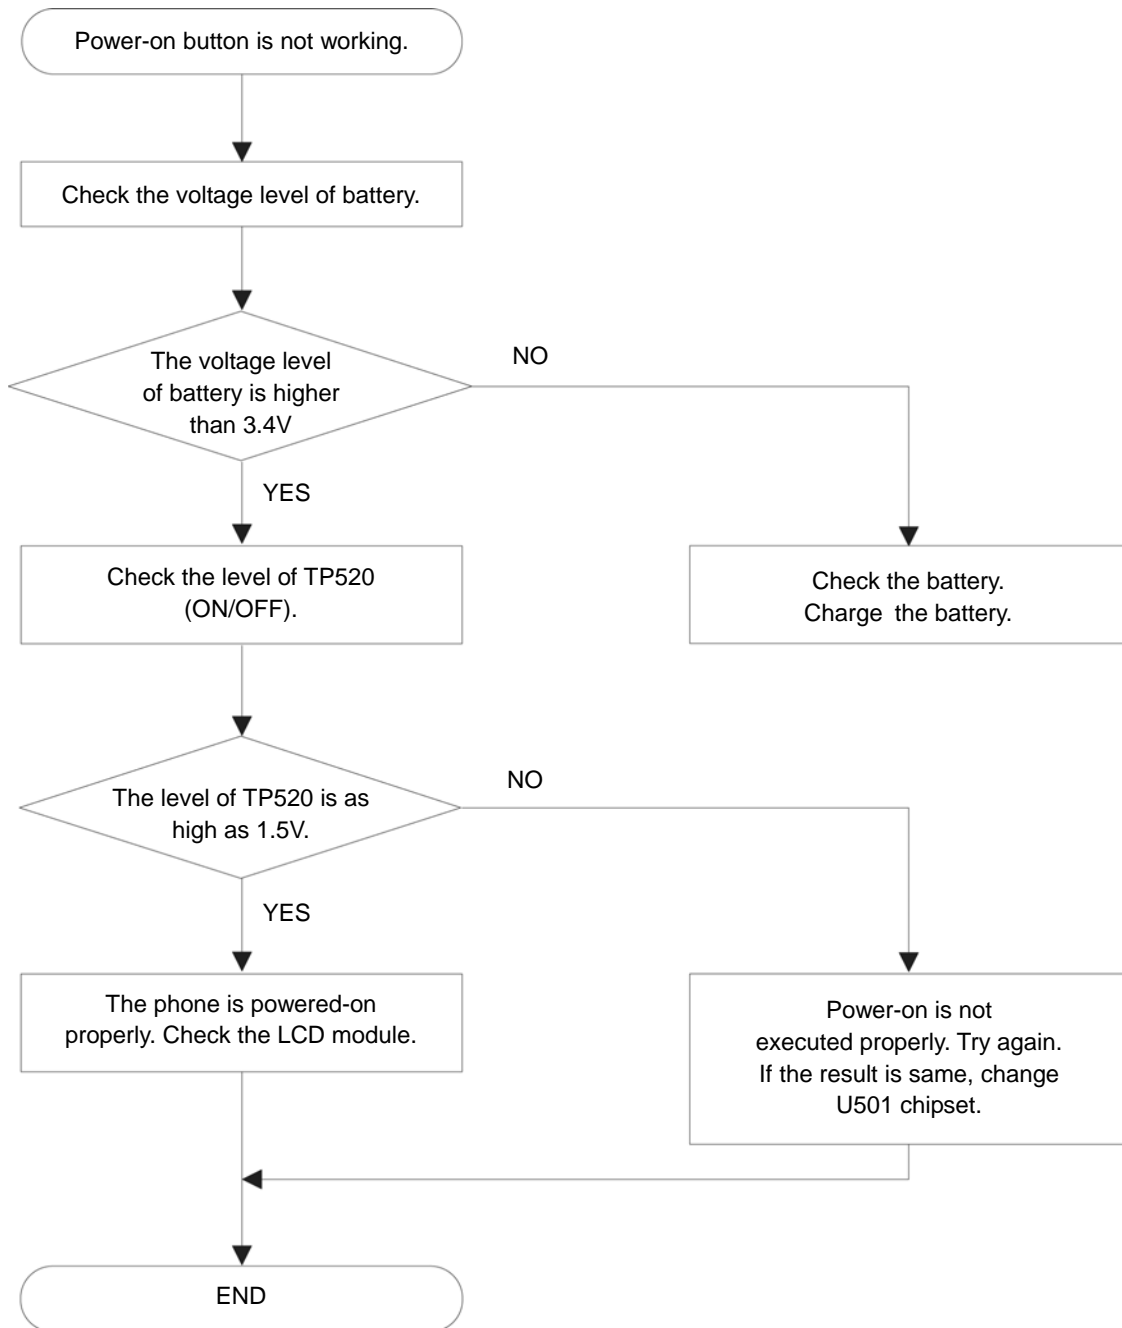 Power-on button is not working.
Check the voltage level of battery.
The voltage level
of battery is higher
than 3.4V
NO
YES
Check the level of TP520
(ON/OFF).
Check the battery.
Charge  the battery.
The level of TP520 is as
high as 1.5V.
NO
YES
The phone is powered-on
properly. Check the LCD module.
Power-on is not
executed properly. Try again.
If the result is same, change
U501 chipset.
END